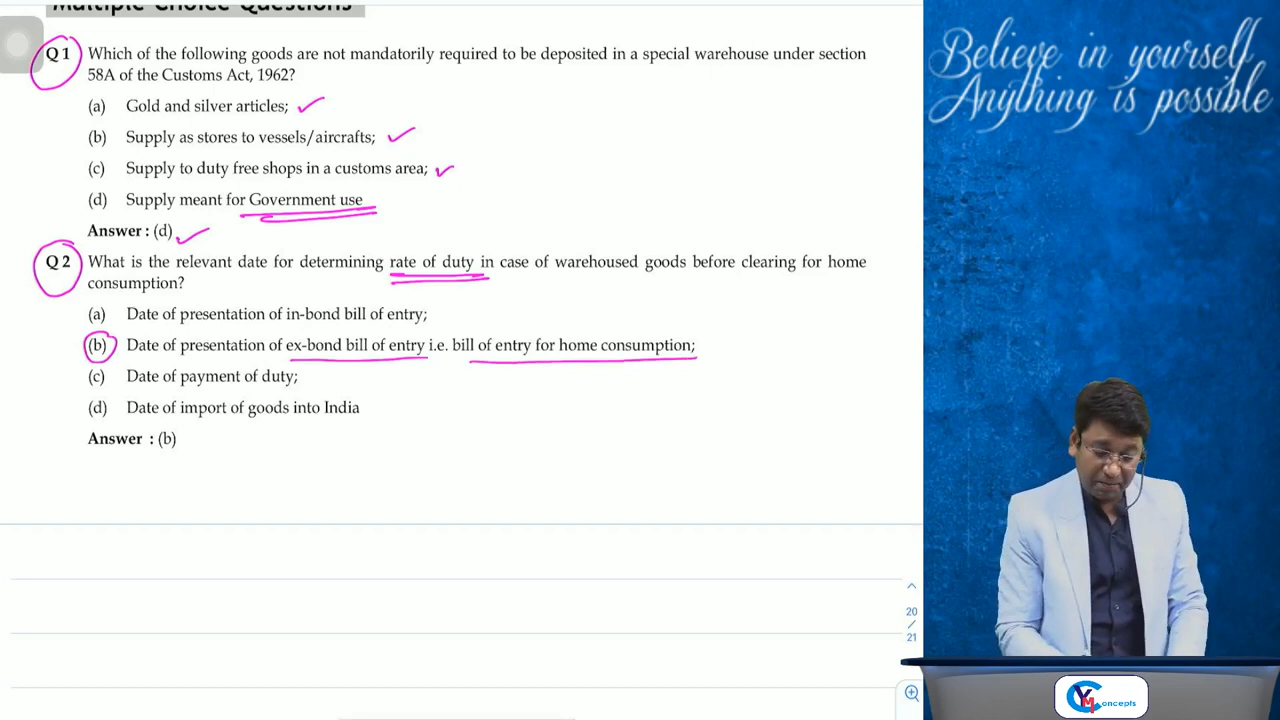 Multiple Choice Questions
Q 1 Which of the following goods are not mandatorily required to be deposited in a special warehouse under section
58A of the Customs Act, 1962?
(a) Gold and silver articles;
(b) Supply as stores to vessels/aircrafts;
(c) Supply to duty free shops in a customs area;
(d) Supply meant for Government use
Answer : (d)
Q 2 What is the relevant date for determining rate of duty in case of warehoused goods before clearing for home
consumption?
(a) Date of presentation of in-bond bill of entry;
(b) Date of presentation of ex-bond bill of entry i.e. bill of entry for home consumption;
(c) Date of payment of duty;
(d) Date of import of goods into India
Answer : (b)
20
/
21
Believe in yourself
Anything is possible
YMConcepts